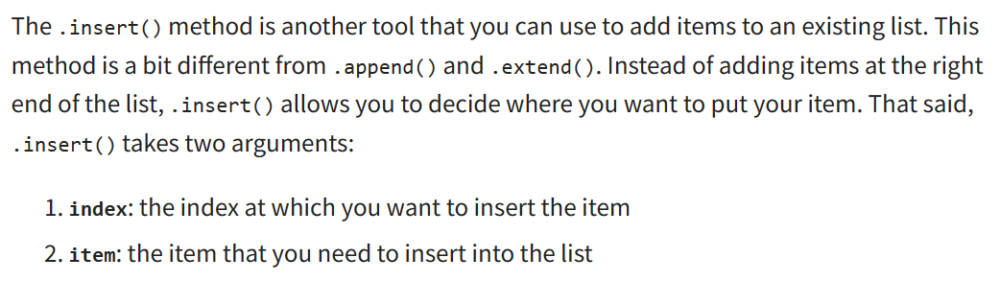 The .insert() method is another tool that you can use to add items to an existing list. This
method is a bit different from .append() and .extend(). Instead of adding items at the right
end of the list, .insert() allows you to decide where you want to put your item. That said,
.insert() takes two arguments:
1. index: the index at which you want to insert the item
2. item: the item that you need to insert into the list